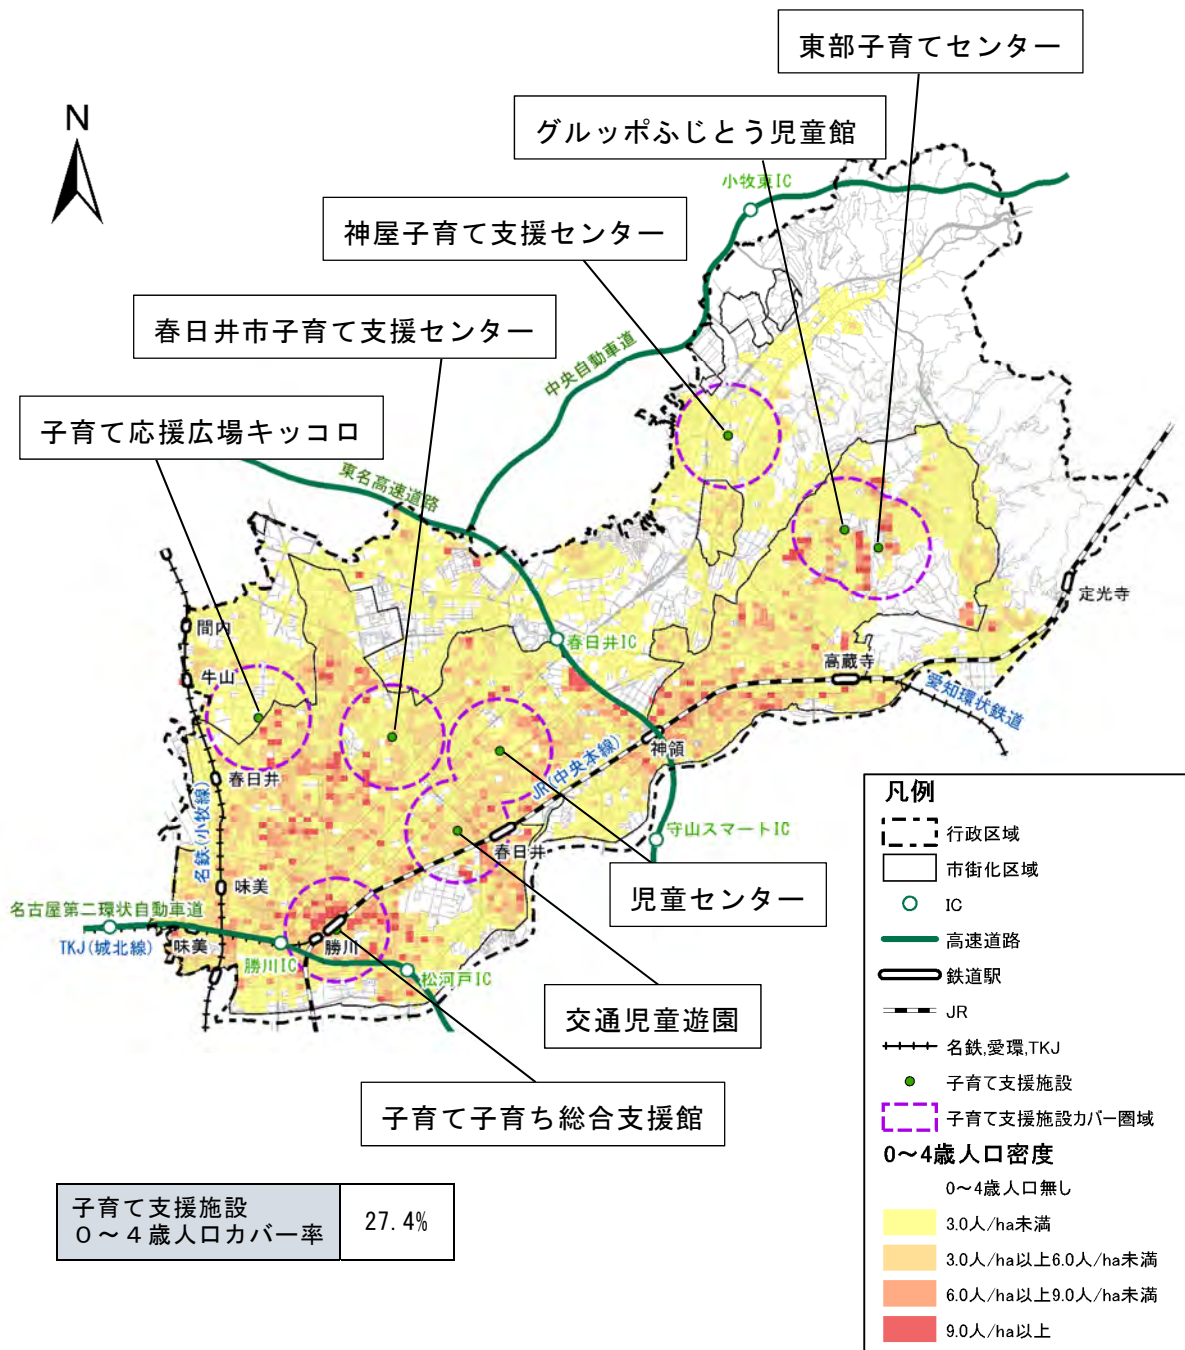 東部子育てセンター
グルッポふじとう児童館
N
小牧東IC
神屋子育て支援センター
春日井市子育て支援センター
中央自動車道
子育て応援広場キッコロ
東名高速道路
定光寺
間内
春日井IC
牛山
高蔵寺
愛知環状鉄道
神領
JR(中央本線)
春日井
名鉄(小牧線)
守山スマートIC
春日井
味美
児童センター
名古屋第二環状自動車道
TKJ(城北線)
味美
勝川
勝川IC
松河戸IC
交通児童遊園
子育て子育ち総合支援館
凡例
行政区域
市街化区域
IC
高速道路
鉄道駅
JR
名鉄,愛環,TKJ
子育て支援施設
子育て支援施設カバー圏域
0～4歳人口密度
0～4歳人口無し
3.0人/ha未満
3.0人/ha以上6.0人/ha未満
6.0人/ha以上9.0人/ha未満
9.0人/ha以上
子育て支援施設
０～４歳人口カバー率
27.4%